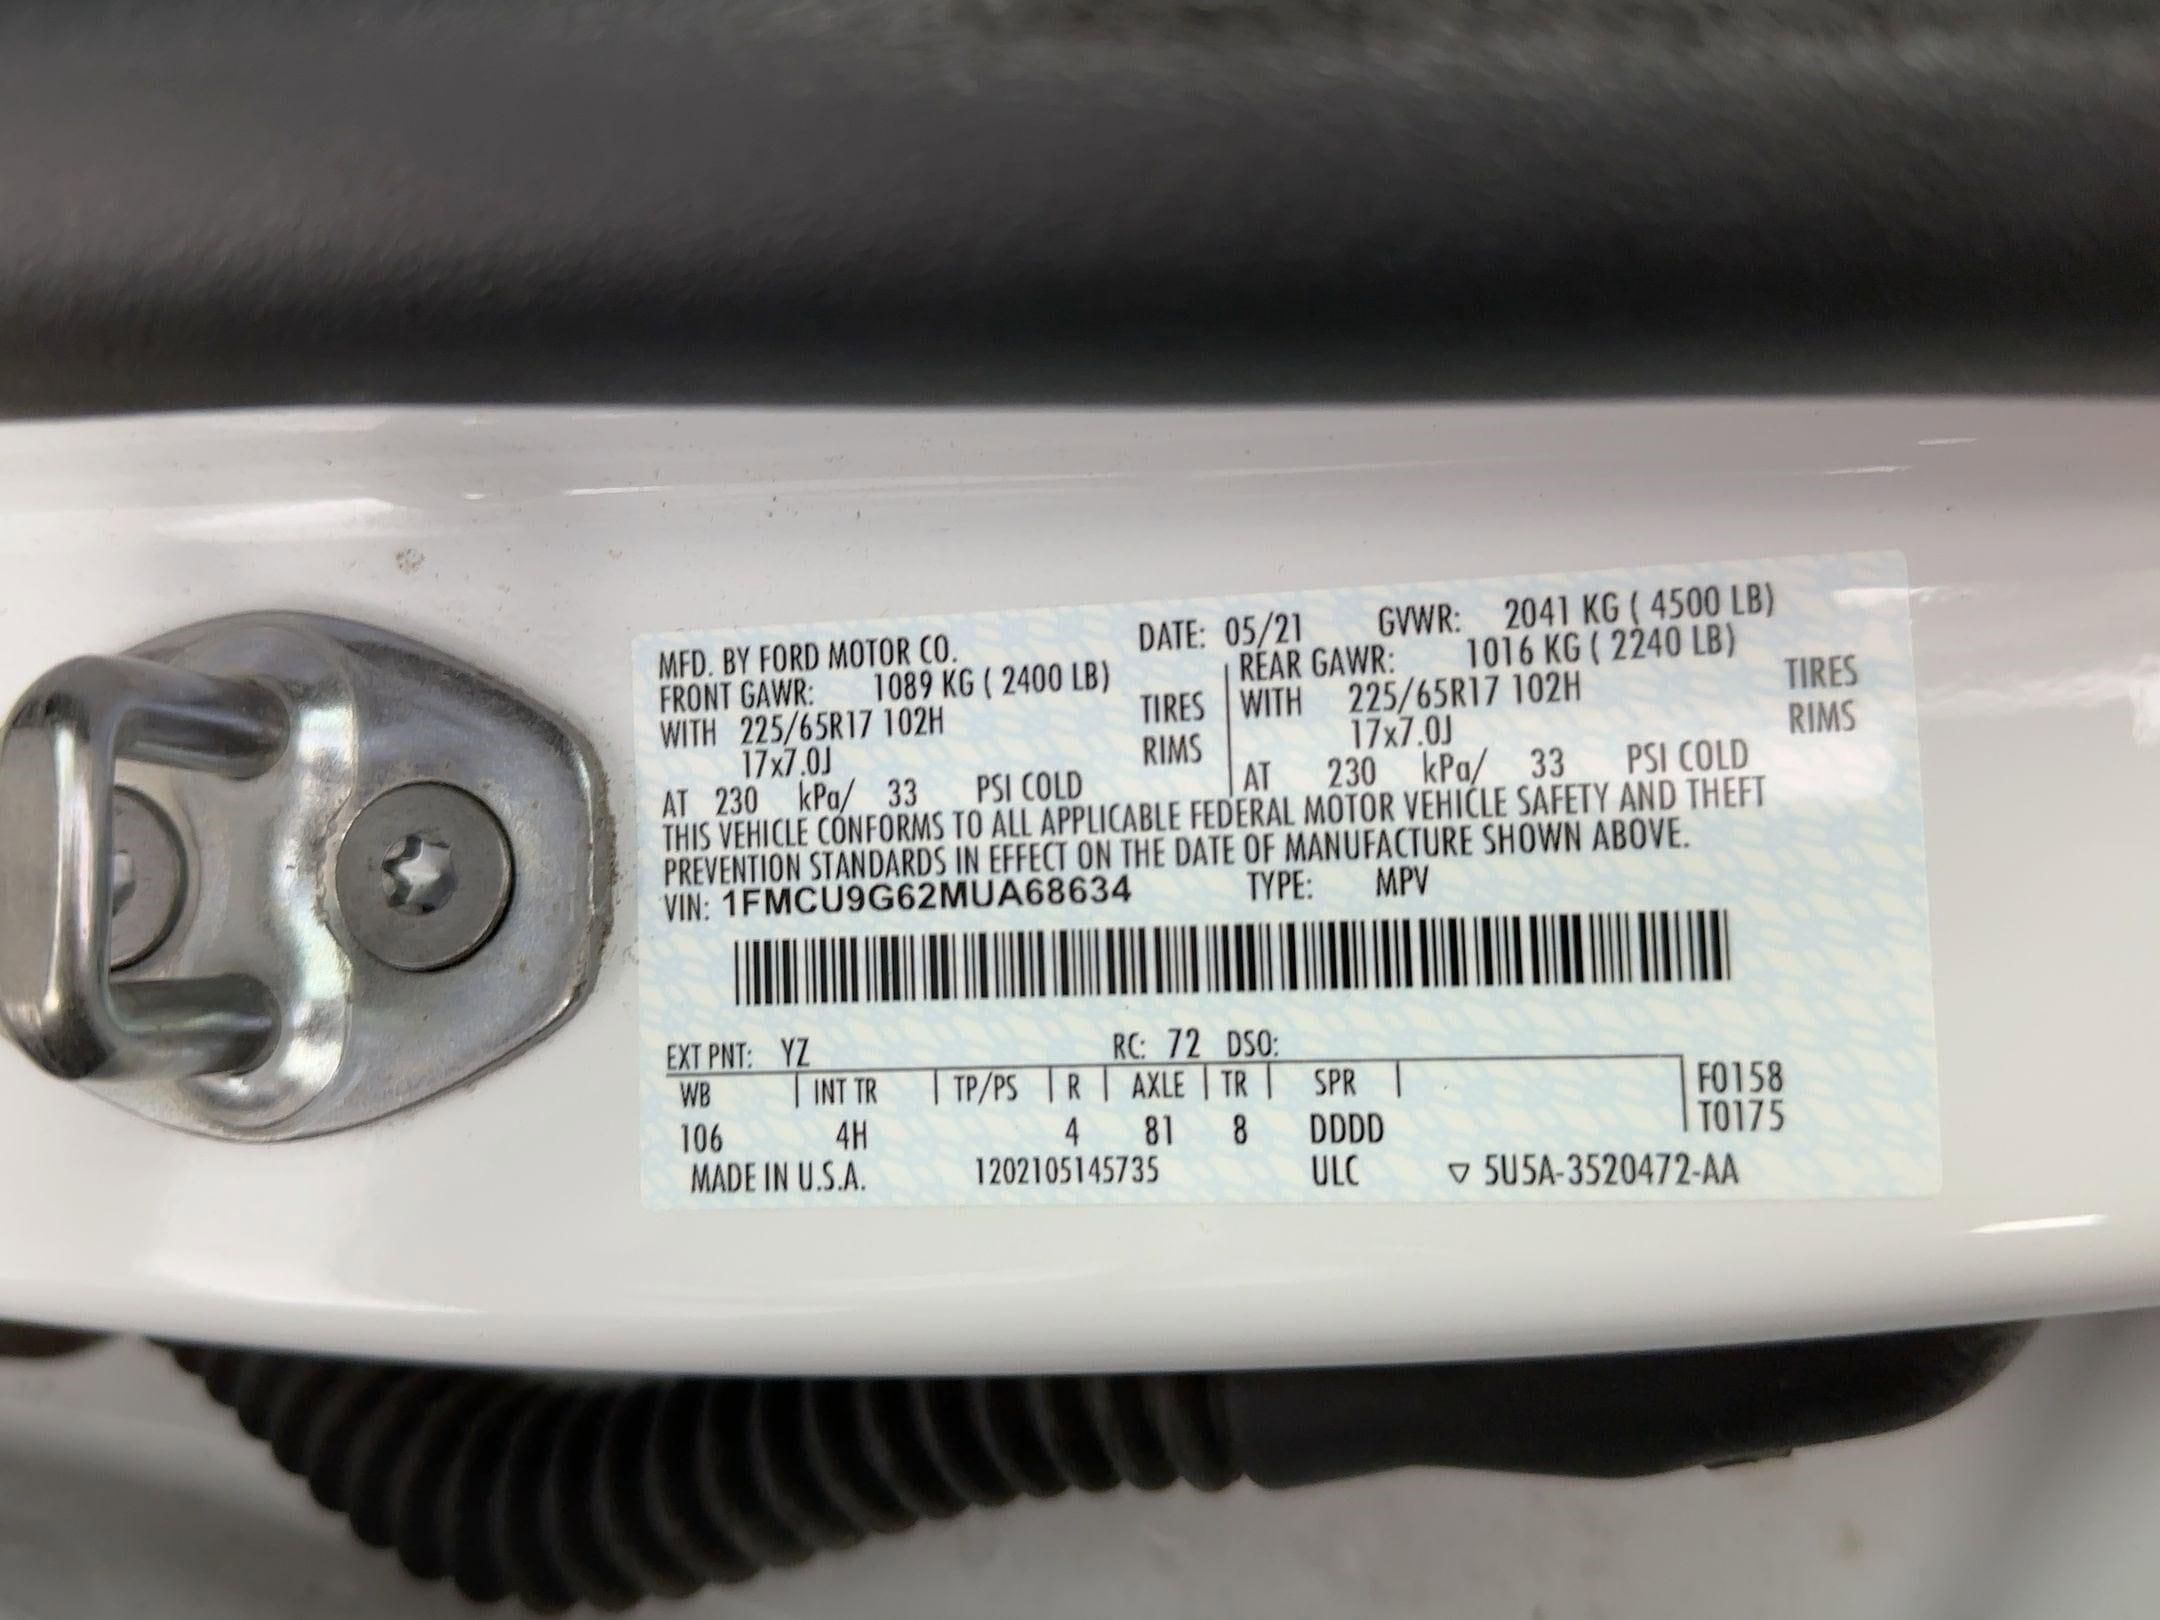 MFD. BY FORD MOTOR CO. DATE: 05/21 GVWR: 2041 KG ( 4500 LB)
FRONT GAWR: 1089 KG ( 2400 LB) REAR GAWR: 1016 KG ( 2240 LB)
WITH 225/65R17 102H TIRES WITH 225/65R17 102H TIRES
17x7.0J RIMS 17x7.0J RIMS
AT 230 kPa/ 33 PSI COLD AT 230 kPa/ 33 PSI COLD
THIS VEHICLE CONFORMS TO ALL APPLICABLE FEDERAL MOTOR VEHICLE SAFETY AND THEFT
PREVENTION STANDARDS IN EFFECT ON THE DATE OF MANUFACTURE SHOWN ABOVE.
VIN: 1FMCU9G62MUA68634 TYPE: MPV
EXT PNT: YZ RC: 72 DSO:
WB INT TR TP/PS R AXLE TR SPR F0158
T0175
106 4H 4 81 8 DDDD
MADE IN U.S.A. 1202105145735 ULC ▽ 5U5A-3520472-AA